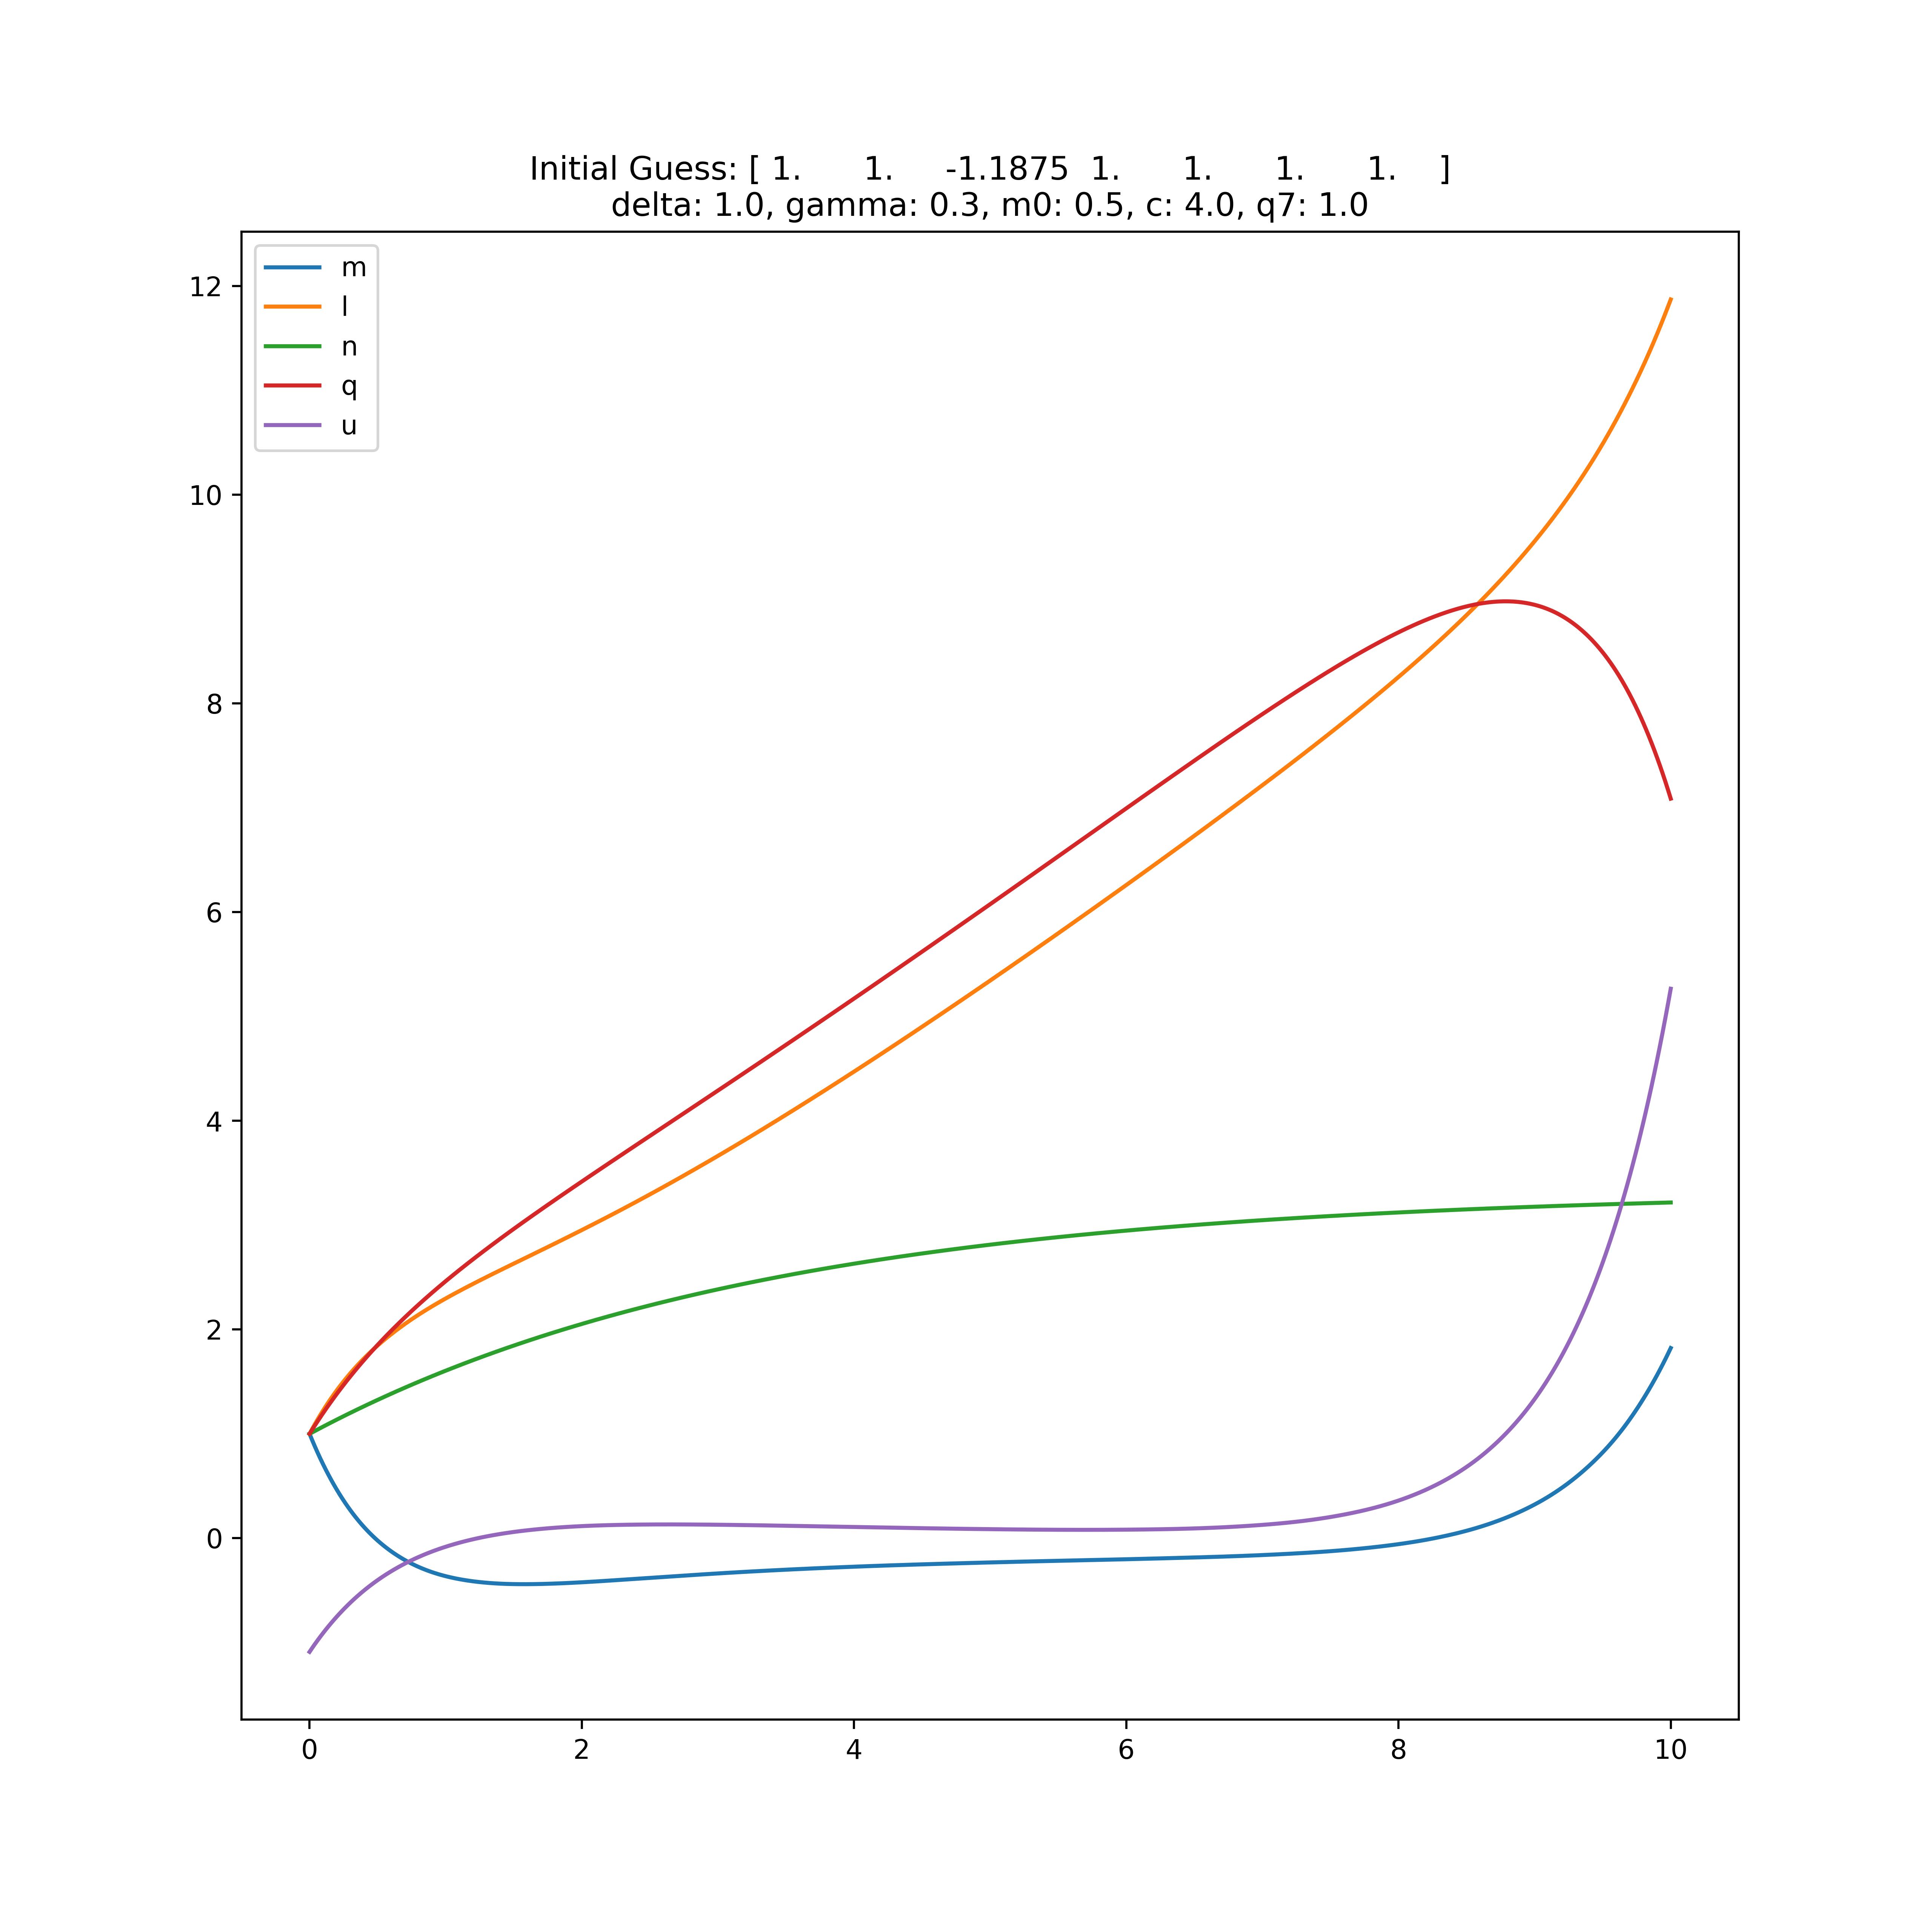 Initial Guess: [ 1. 1. -1.1875 1. 1. 1. 1. ]
delta: 1.0, gamma: 0.3, m0: 0.5, c: 4.0, q7: 1.0
m
l
n
q
u
12
10
8
6
4
2
0
0 2 4 6 8 10